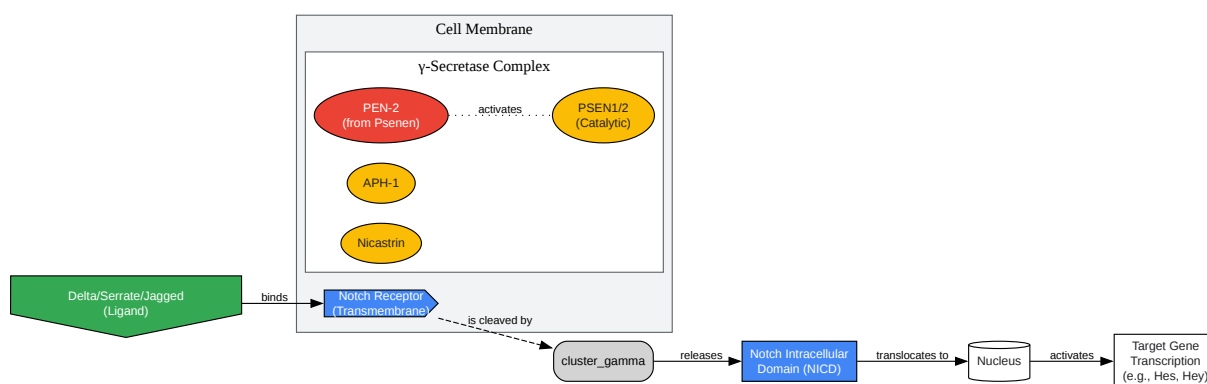 Cell Membrane
γ-Secretase Complex
PEN-2
(from Psenen)
activates
PSEN1/2
(Catalytic)
APH-1
Nicastrin
Delta/Serrate/Jagged
(Ligand)
binds
Notch Receptor
(Transmembrane)
is cleaved by
cluster_gamma
releases
Notch Intracellular
Domain (NICD)
translocates to
Nucleus
activates
Target Gene
Transcription
(e.g., Hes, Hey)